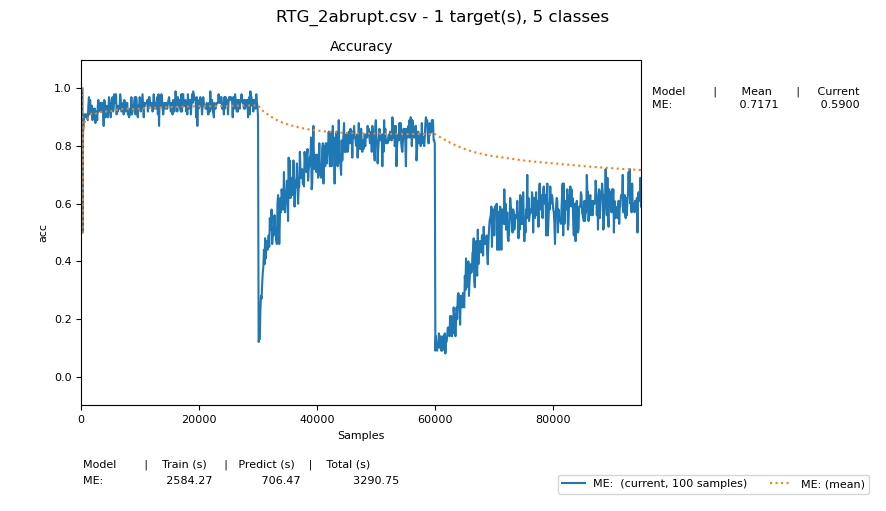 RTG_2abrupt.csv - 1 target(s), 5 classes
Accuracy
1.0
0.8
0.6
0.4
0.2
0.0
acc
0
20000
40000
60000
80000
Samples
Model | Mean | Current
ME: 0.7171 0.5900
Model | Train (s) | Predict (s) | Total (s)
ME: 2584.27 706.47 3290.75
ME: (current, 100 samples)
ME: (mean)